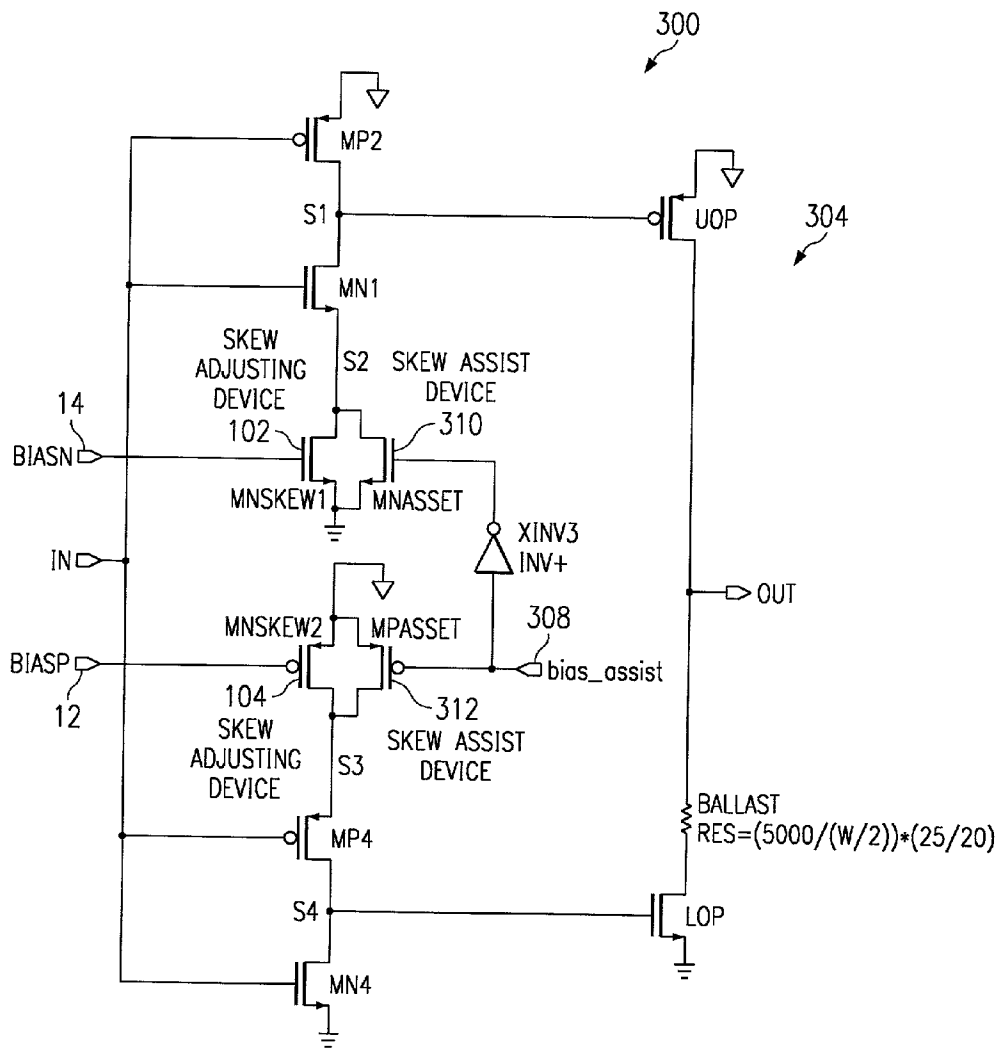 300
MP2
S1
UOP
304
MN1
SKEW
ADJUSTING
DEVICE
S2
SKEW ASSIST
DEVICE
14
102
310
BIASN
MNSKEW1
MNASSET
XINV3
INV+
IN
OUT
MNSKEW2
MPASSET
308
BIASP
bias_assist
12
104
312
SKEW
ADJUSTING
DEVICE
S3
SKEW ASSIST
DEVICE
BALLAST
RES=(5000/(W/2))*(25/20)
MP4
S4
LOP
MN4